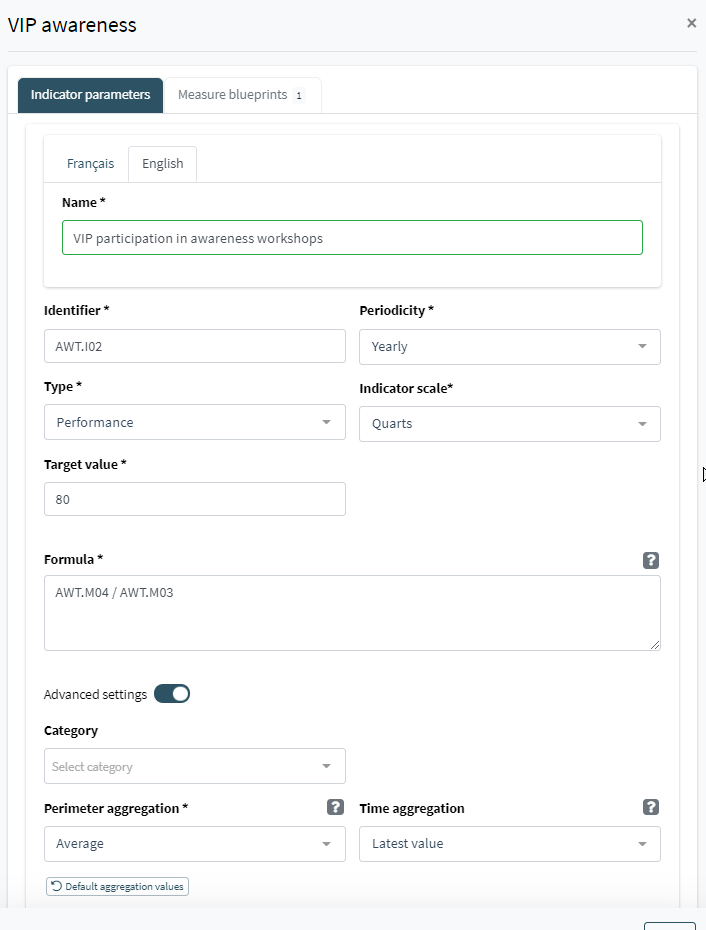 VIP awareness ×
Indicator parameters Measure blueprints 1
Français English
Name *
VIP participation in awareness workshops
Identifier * Periodicity *
AWT.I02 Yearly
Type * Indicator scale*
Performance Quarts
Target value *
80
Formula * ?
AWT.M04 / AWT.M03
Advanced settings
Category
Select category
Perimeter aggregation * ? Time aggregation ?
Average Latest value
Default aggregation values